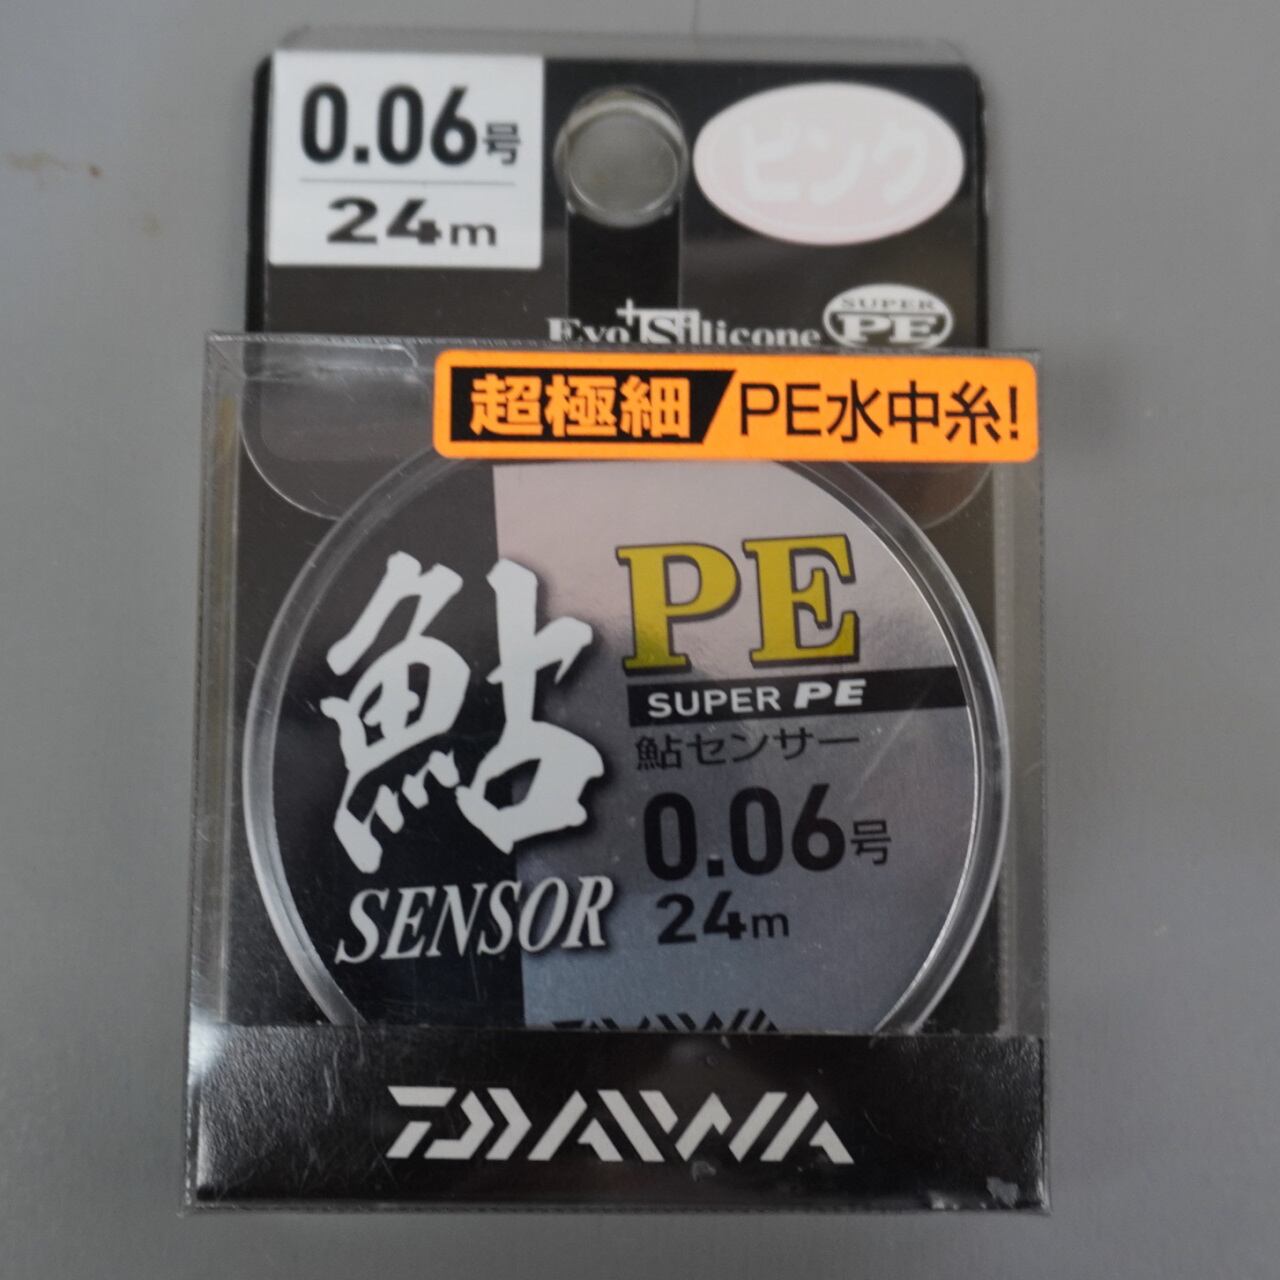 0.06号
24m
ピンク
Evo+Silicone
SUPER
PE
超極細 PE水中糸!
鮎
SENSOR
PE
SUPER PE
鮎センサー
0.06号
24m
DAIWA
DAIWA